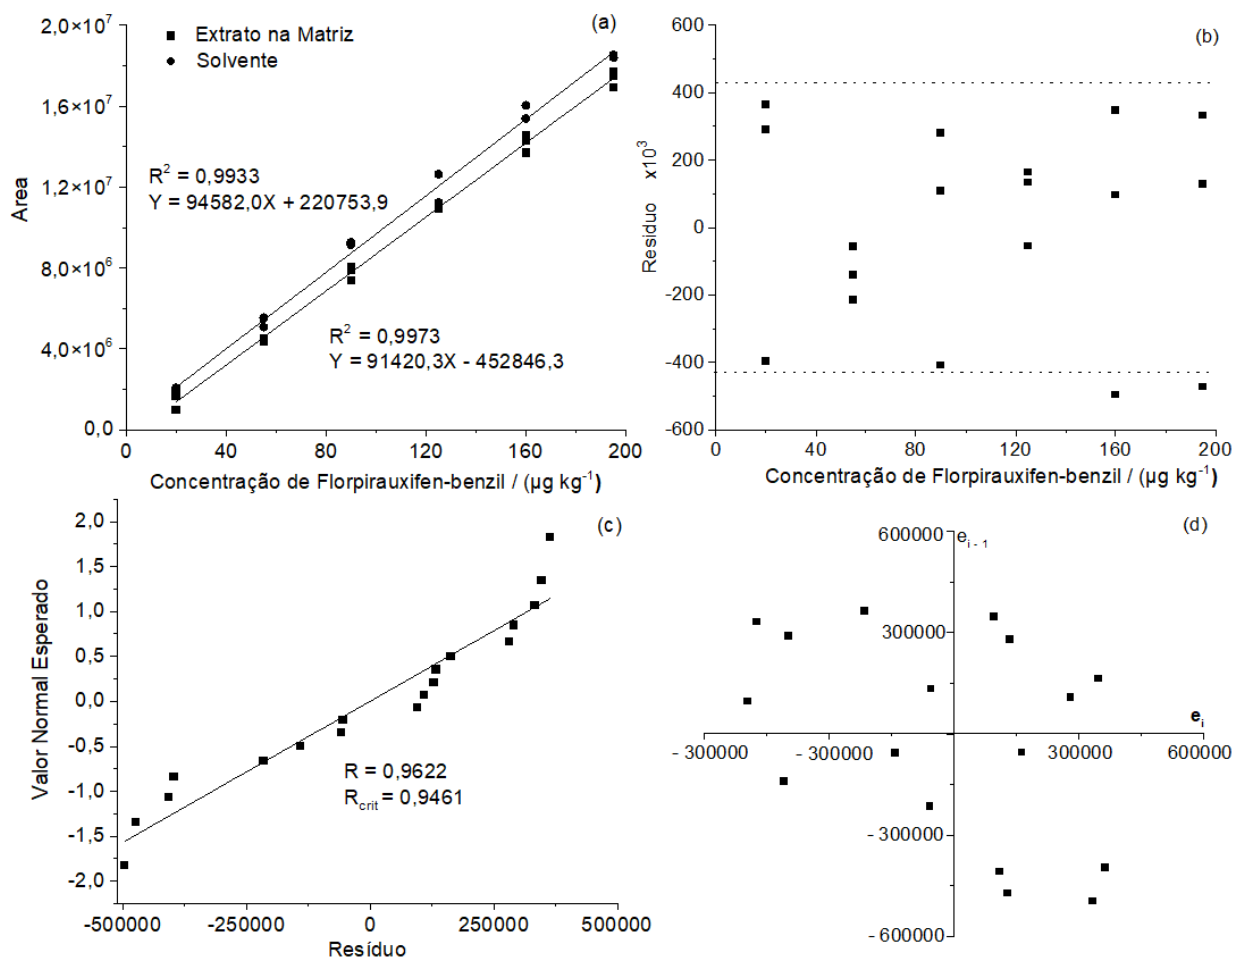 (a)
Extrato na Matriz
Solvente
R² = 0,9933
Y = 94582,0X + 220753,9
R² = 0,9973
Y = 91420,3X - 452846,3
Area
2,0×10⁷
1,6×10⁷
1,2×10⁷
8,0×10⁶
4,0×10⁶
0,0
0 40 80 120 160 200
Concentração de Florpirauxifen-benzil / (µg kg⁻¹)
(b)
Residuo x10³
600
400
200
0
-200
-400
-600
0 40 80 120 160 200
Concentração de Florpirauxifen-benzil / (µg kg⁻¹)
(c)
Valor Normal Esperado
2,0
1,5
1,0
0,5
0,0
-0,5
-1,0
-1,5
-2,0
R = 0,9622
Rcrit = 0,9461
-500000 -250000 0 250000 500000
Resíduo
(d)
600000 e i - 1
300000
e i
- 300000 - 300000 300000 600000
- 300000
- 600000